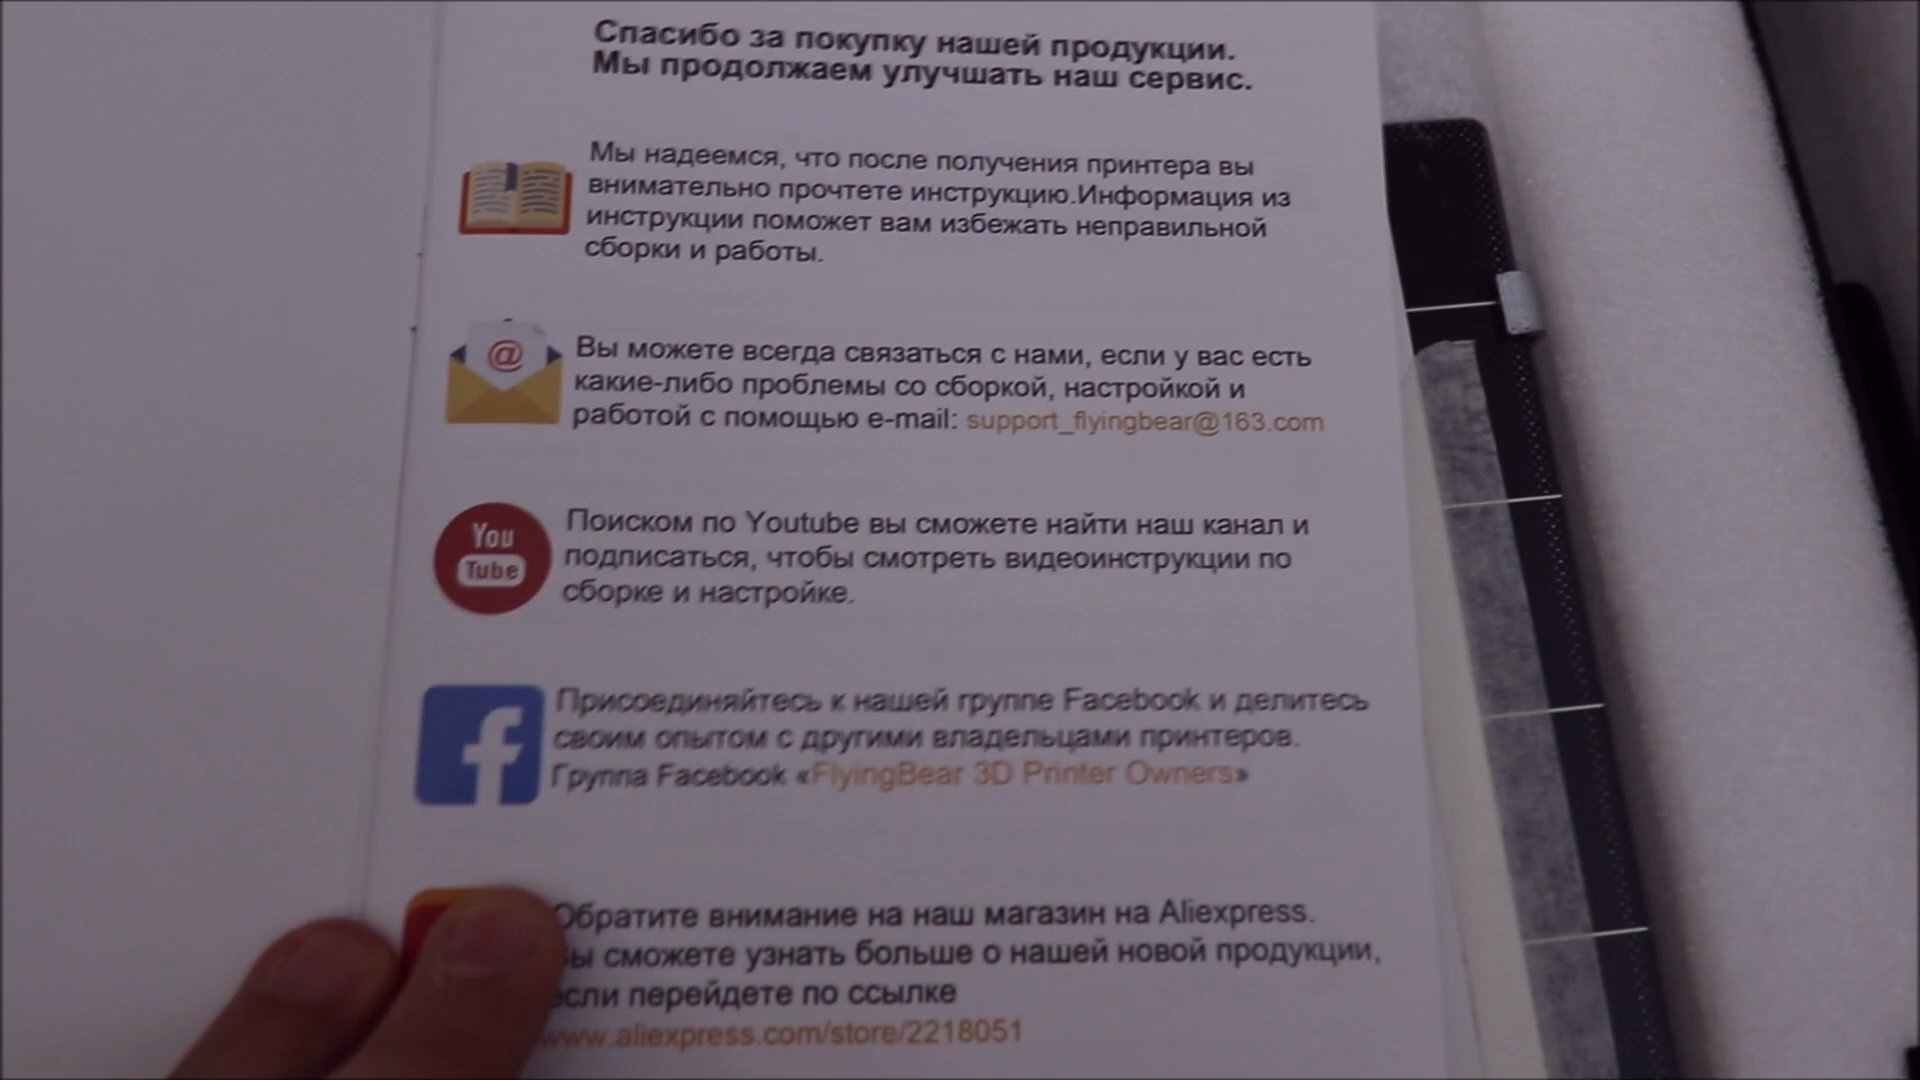 Спасибо за покупку нашей продукции.
Мы продолжаем улучшать наш сервис.
Мы надеемся, что после получения принтера вы
внимательно прочтете инструкцию.Информация из
инструкции поможет вам избежать неправильной
сборки и работы.
@
Вы можете всегда связаться с нами, если у вас есть
какие-либо проблемы со сборкой, настройкой и
работой с помощью e-mail: support_flyingbear@163.com
You
Tube
Поиском по Youtube вы сможете найти наш канал и
подписаться, чтобы смотреть видеоинструкции по
сборке и настройке.
f
Присоединяйтесь к нашей группе Facebook и делитесь
своим опытом с другими владельцами принтеров.
Группа Facebook «FlyingBear 3D Printer Owners»
Обратите внимание на наш магазин на Aliexpress.
ы сможете узнать больше о нашей новой продукции,
если перейдете по ссылке
www.aliexpress.com/store/2218051